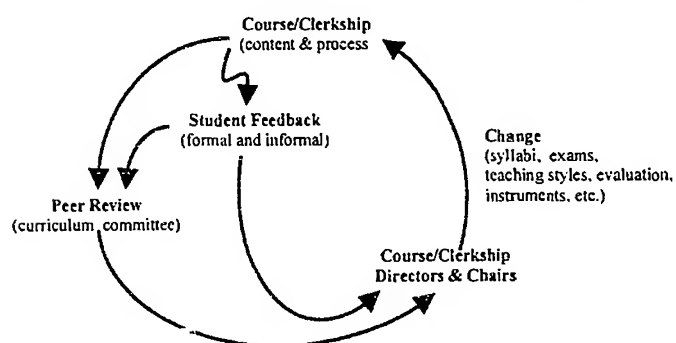 Course/Clerkship
(content & process
Student Feedback
(formal and informal)
Change
(syllabi, exams,
teaching styles, evaluation,
instruments, etc.)
Peer Review
(curriculum committee)
Course/Clerkship
Directors & Chairs